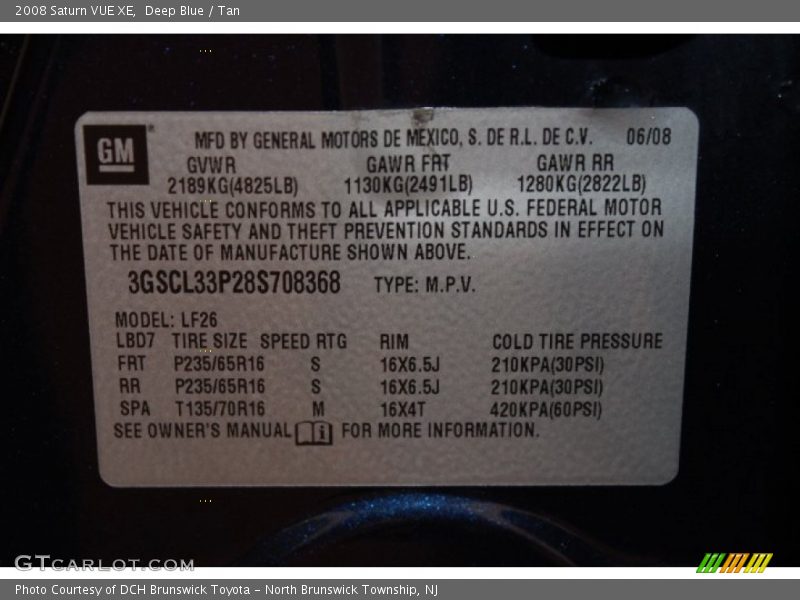 2008 Saturn VUE XE, Deep Blue / Tan
GM
MFD BY GENERAL MOTORS DE MEXICO, S. DE R.L. DE C.V. 06/08
GVWR GAWR FRT GAWR RR
2189KG(4825LB) 1130KG(2491LB) 1280KG(2822LB)
THIS VEHICLE CONFORMS TO ALL APPLICABLE U.S. FEDERAL MOTOR
VEHICLE SAFETY AND THEFT PREVENTION STANDARDS IN EFFECT ON
THE DATE OF MANUFACTURE SHOWN ABOVE.
3GSCL33P28S708368 TYPE: M.P.V.
MODEL: LF26
LBD7 TIRE SIZE SPEED RTG RIM COLD TIRE PRESSURE
FRT P235/65R16 S 16X6.5J 210KPA(30PSI)
RR P235/65R16 S 16X6.5J 210KPA(30PSI)
SPA T135/70R16 M 16X4T 420KPA(60PSI)
SEE OWNER'S MANUAL i FOR MORE INFORMATION.
GTCARLOT.COM
Photo Courtesy of DCH Brunswick Toyota - North Brunswick Township, NJ